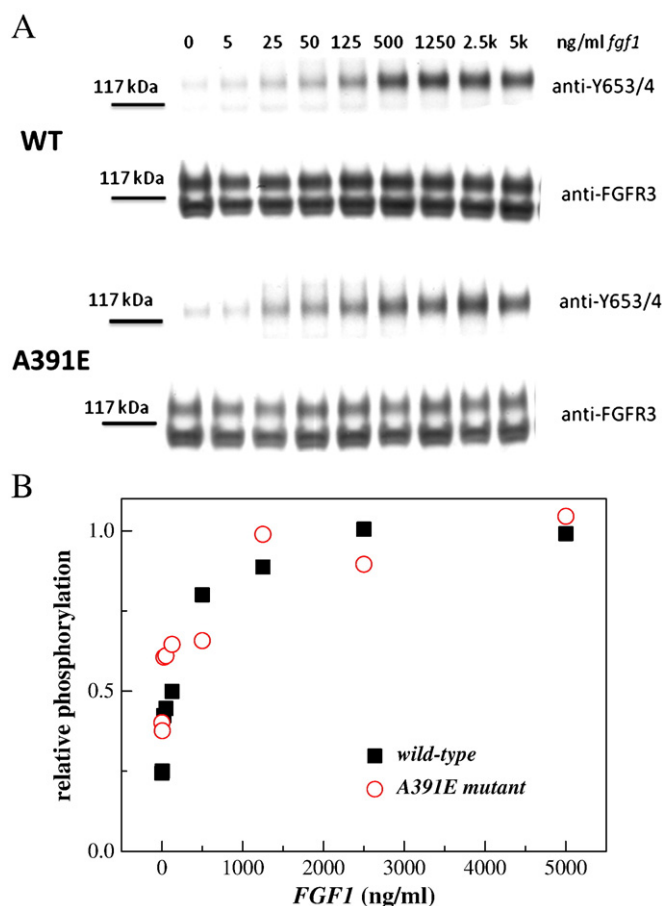 A
0 5 25 50 125 500 1250 2.5k 5k ng/ml fgf1
117 kDa
anti-Y653/4
WT
117 kDa
anti-FGFR3
117 kDa
anti-Y653/4
A391E
117 kDa
anti-FGFR3
B
relative phosphorylation
1.0
0.5
0.0
wild-type
A391E mutant
0 1000 2000 3000 4000 5000
FGF1 (ng/ml)